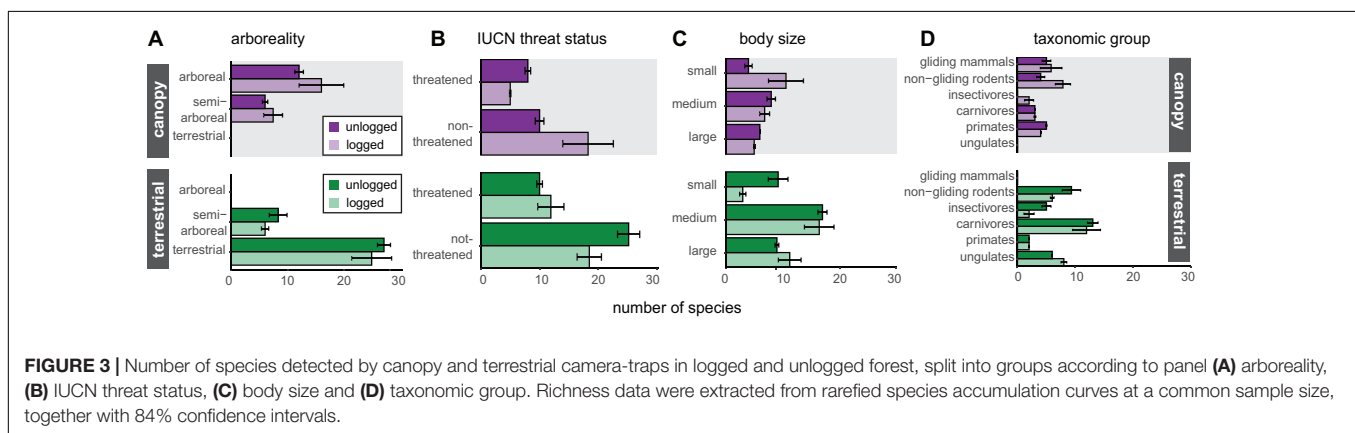 A arboreality
B IUCN threat status
C body size
D taxonomic group
canopy
arboreal
semi-
arboreal
terrestrial
unlogged
logged
threatened
non-
threatened
small
medium
large
gliding mammals
non-gliding rodents
insectivores
carnivores
primates
ungulates
canopy
terrestrial
arboreal
semi-
arboreal
terrestrial
unlogged
logged
threatened
not-
threatened
small
medium
large
gliding mammals
non-gliding rodents
insectivores
carnivores
primates
ungulates
terrestrial
0 10 20 30
0 10 20 30
0 10 20 30
0 10 20 30
number of species
FIGURE 3 | Number of species detected by canopy and terrestrial camera-traps in logged and unlogged forest, split into groups according to panel (A) arboreality,
(B) IUCN threat status, (C) body size and (D) taxonomic group. Richness data were extracted from rarefied species accumulation curves at a common sample size,
together with 84% confidence intervals.